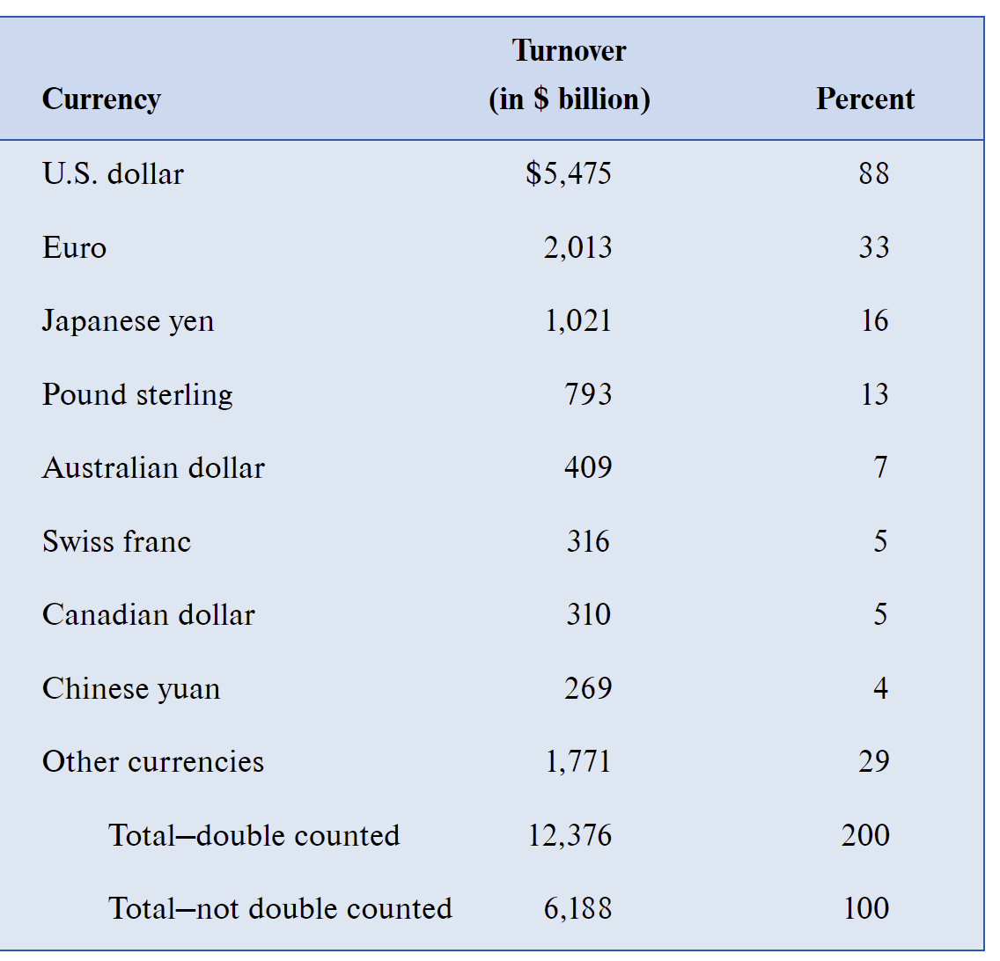 Turnover
Currency (in $ billion) Percent
U.S. dollar $5,475 88
Euro 2,013 33
Japanese yen 1,021 16
Pound sterling 793 13
Australian dollar 409 7
Swiss franc 316 5
Canadian dollar 310 5
Chinese yuan 269 4
Other currencies 1,771 29
Total—double counted 12,376 200
Total—not double counted 6,188 100